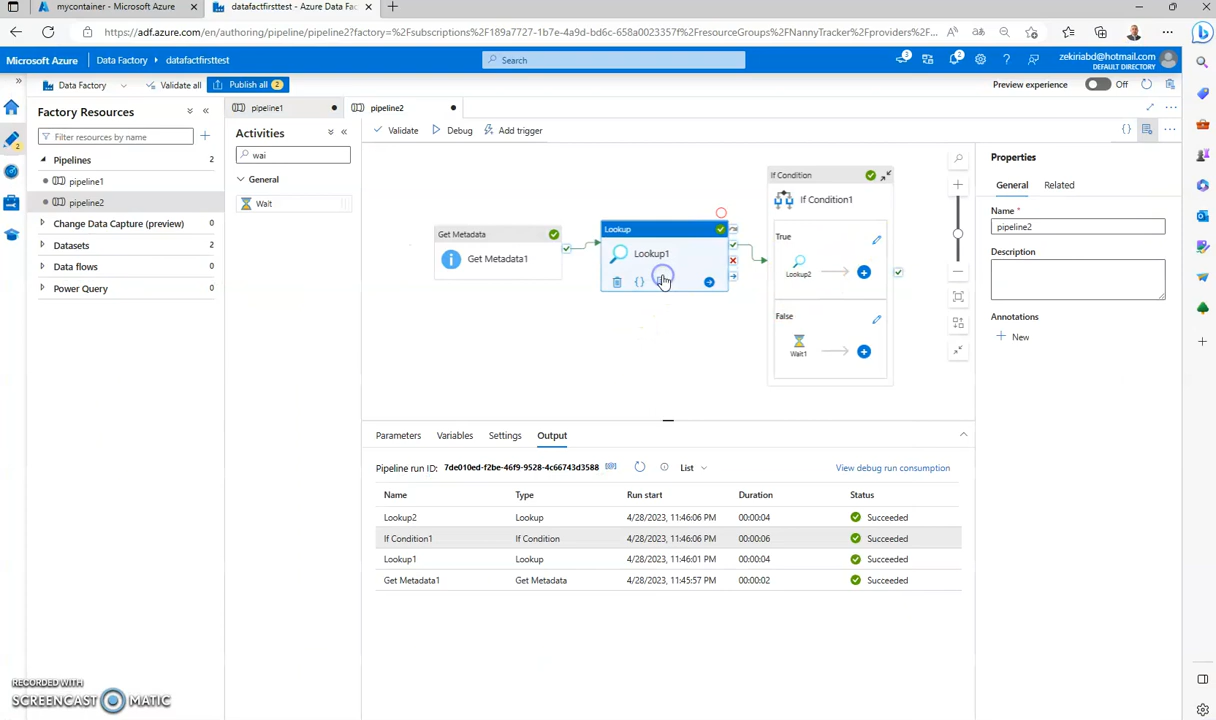 mycontainer - Microsoft Azure
datafactfirsttest - Azure Data Fac
https://adf.azure.com/en/authoring/pipeline/pipeline2?factory=%2Fsubscriptions%2F189a7727-1b7e-4a9d-bd6c-658a0023357f%2FresourceGroups%2FNannyTracker%2Fproviders%2F...
Microsoft Azure
Data Factory
datafactfirsttest
Search
3
2
zekiriabd@hotmail.com
DEFAULT DIRECTORY
Data Factory
Validate all
Publish all 2
Preview experience
Off
2
Factory Resources
Filter resources by name
Pipelines 2
pipeline1
pipeline2
Change Data Capture (preview) 0
Datasets 2
Data flows 0
Power Query 0
pipeline1
pipeline2
Activities
wai
General
Wait
Validate
Debug
Add trigger
Get Metadata
Get Metadata1
Lookup
Lookup1
If Condition
If Condition1
True
Lookup2
False
Wait1
Properties
General
Related
Name *
pipeline2
Description
Annotations
New
Parameters
Variables
Settings
Output
Pipeline run ID: 7de010ed-f2be-46f9-9528-4c66743d3588
List
View debug run consumption
Name Type Run start Duration Status
Lookup2 Lookup 4/28/2023, 11:46:06 PM 00:00:04 Succeeded
If Condition1 If Condition 4/28/2023, 11:46:06 PM 00:00:06 Succeeded
Lookup1 Lookup 4/28/2023, 11:46:01 PM 00:00:04 Succeeded
Get Metadata1 Get Metadata 4/28/2023, 11:45:57 PM 00:00:02 Succeeded
RECORDED WITH
SCREENCAST MATIC